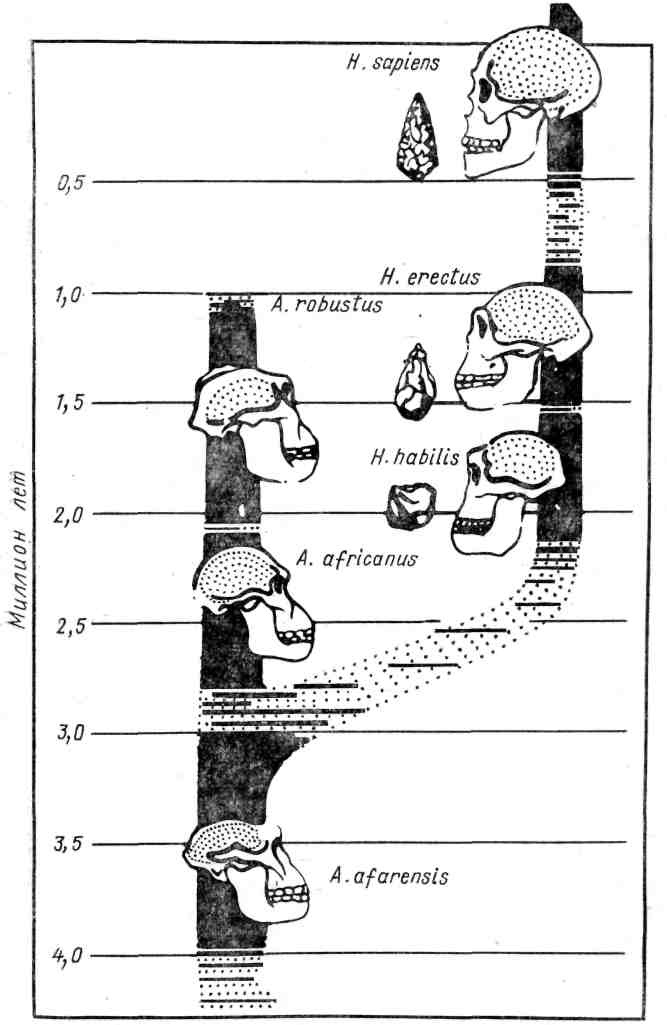 H. sapiens
0,5
H. erectus
1,0
A. robustus
1,5
H. habilis
2,0
A. africanus
2,5
3,0
3,5
A. afarensis
4,0
Миллион лет